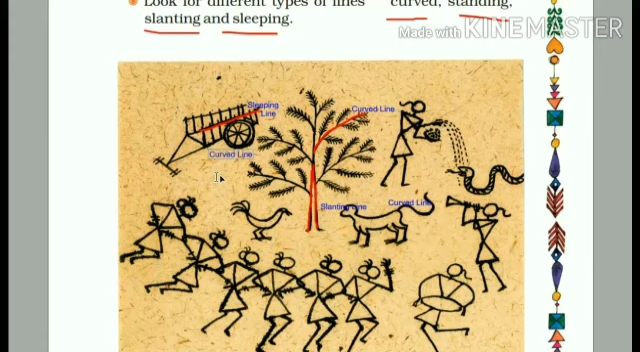 Look for different types of lines
curved, standing,
slanting and sleeping.
Made with KINEMASTER
Sleeping
Line
Curved Line
Curved Line
Slanting Line
Curved Line